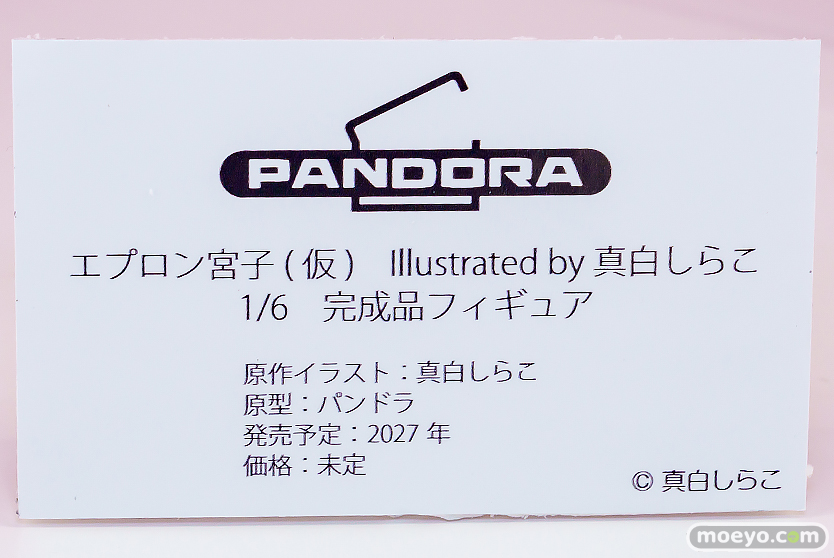 PANDORA
エプロン宮子(仮) Illustrated by 真白しらこ
1/6 完成品フィギュア
原作イラスト：真白しらこ
原型：パンドラ
発売予定：2027 年
価格：未定
© 真白しらこ
moeyo.com